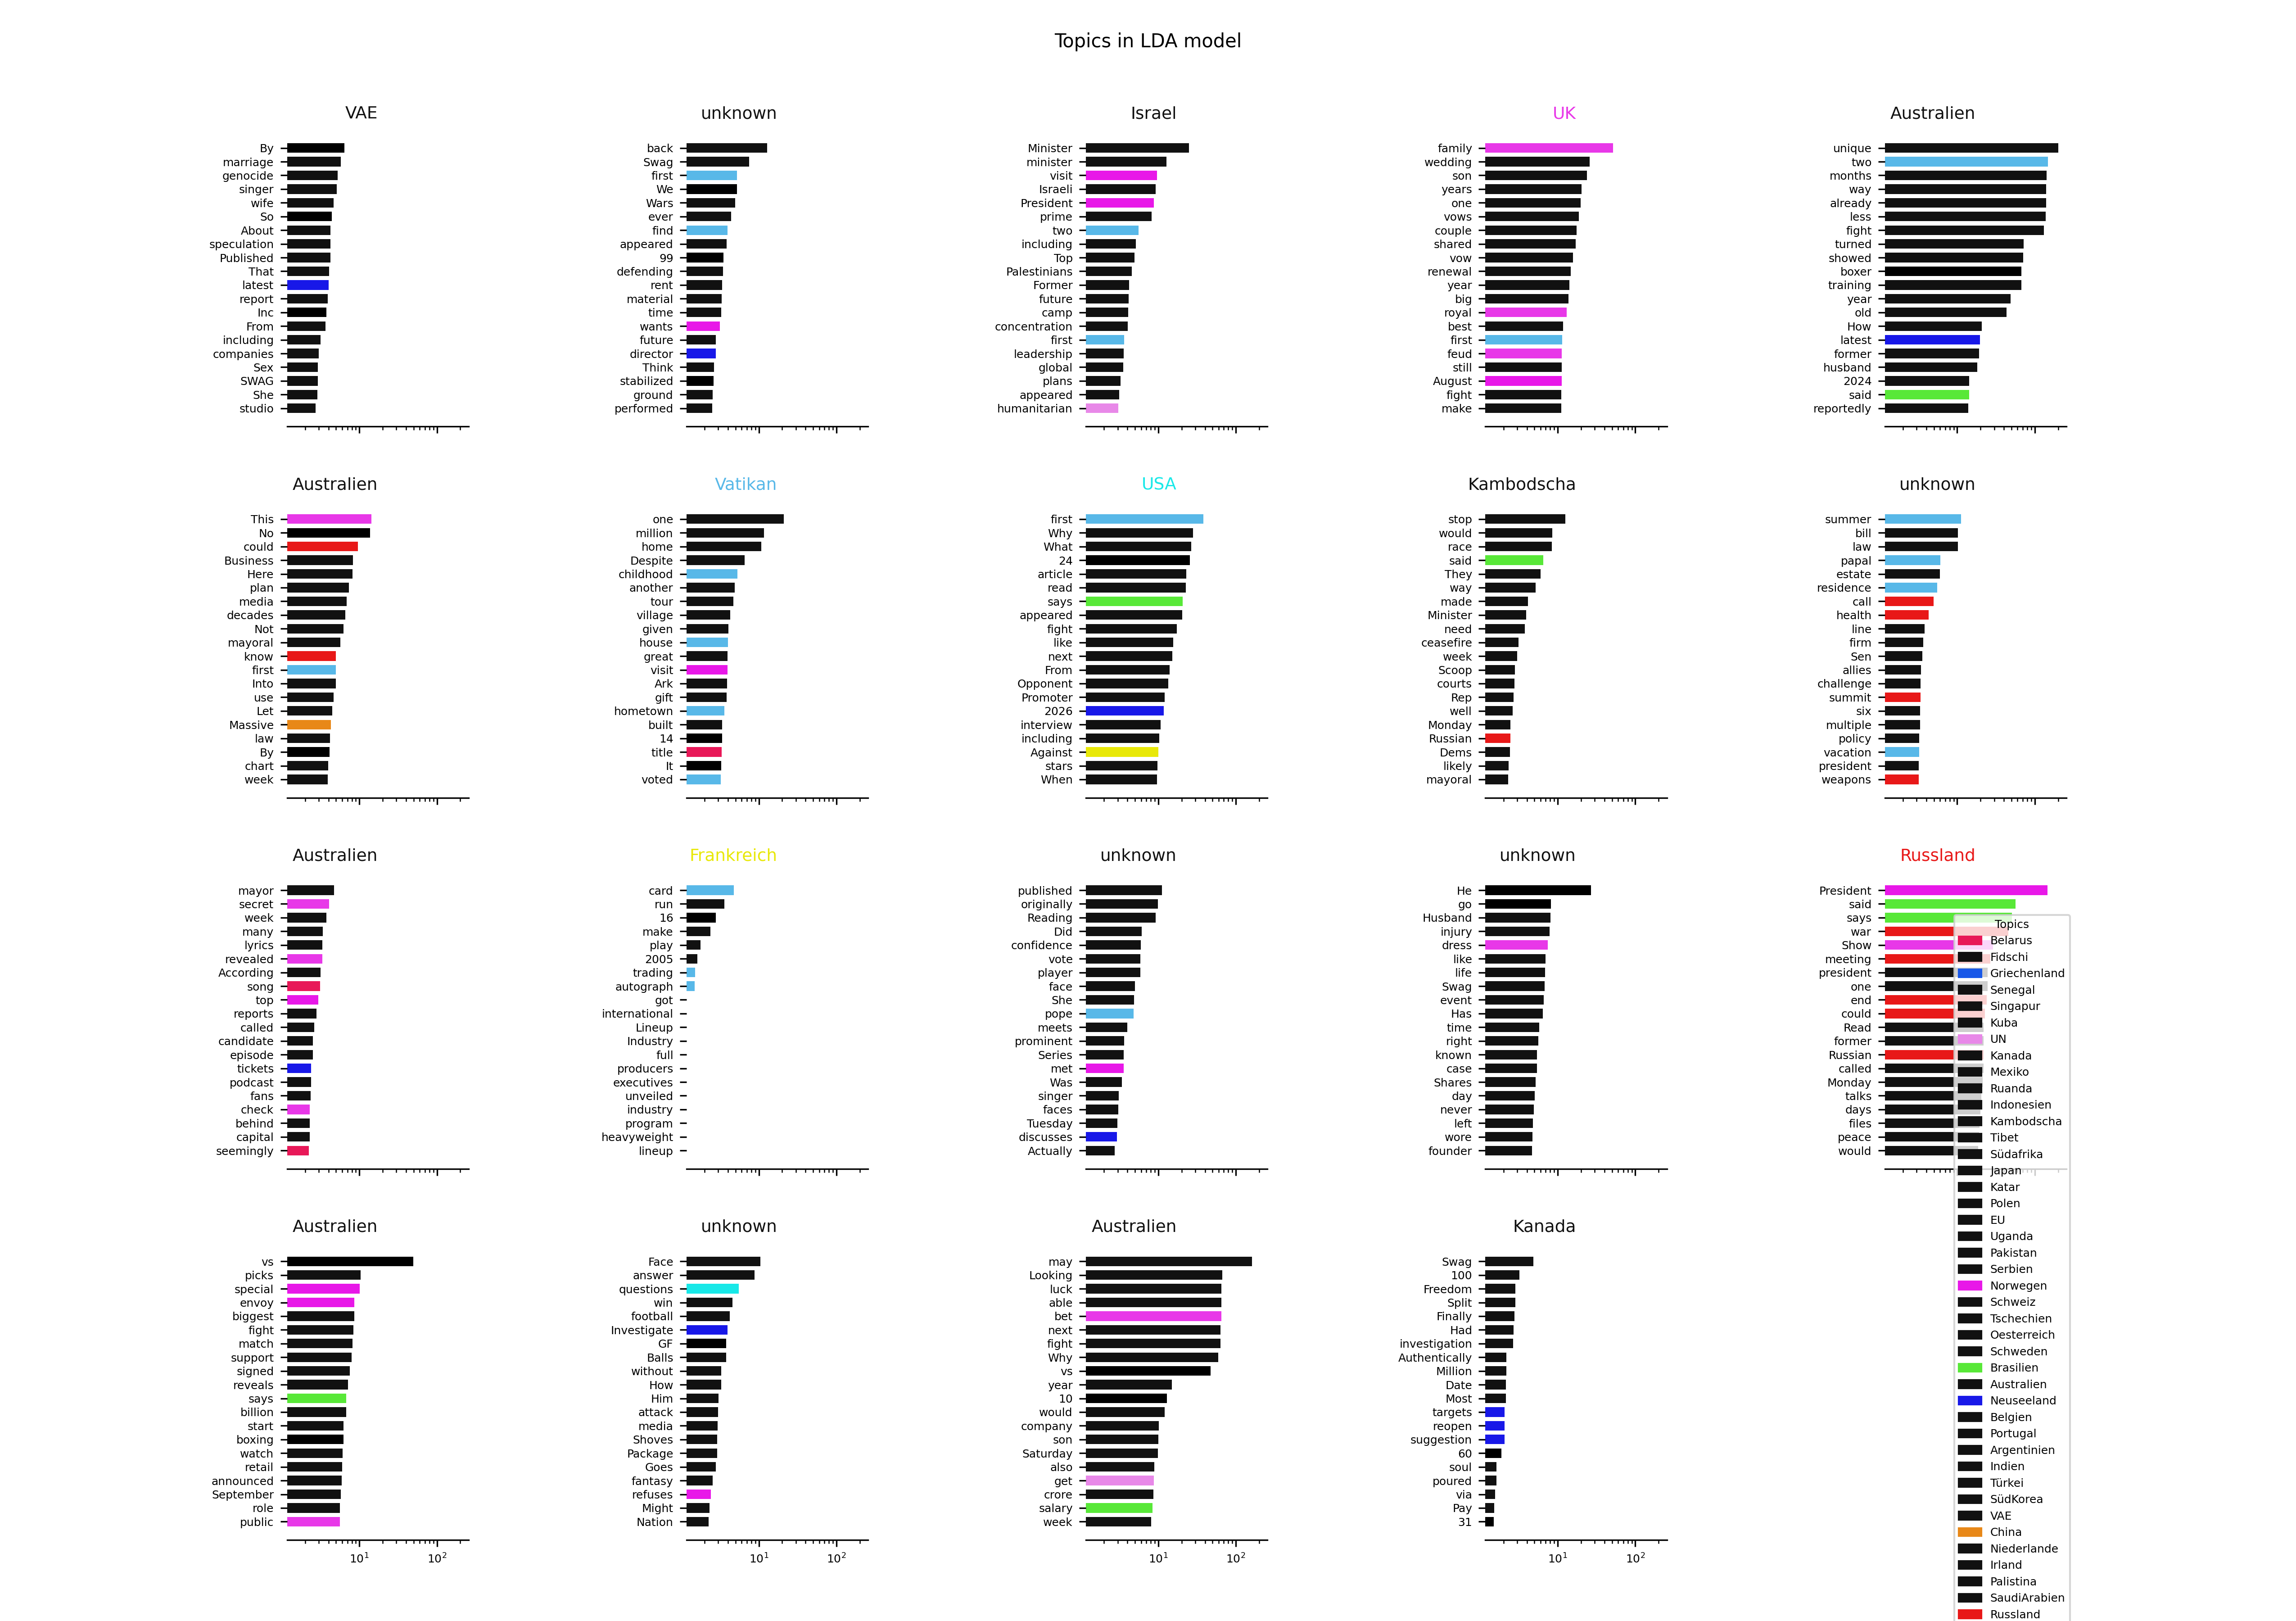 Topics in LDA model
VAE
By
marriage
genocide
singer
wife
So
About
speculation
Published
That
latest
report
Inc
From
including
companies
Sex
SWAG
She
studio
unknown
back
Swag
first
We
Wars
ever
find
appeared
99
defending
rent
material
time
wants
future
director
Think
stabilized
ground
performed
Israel
Minister
minister
visit
Israeli
President
prime
two
including
Top
Palestinians
Former
future
camp
concentration
first
leadership
global
plans
appeared
humanitarian
UK
family
wedding
son
years
one
vows
couple
shared
vow
renewal
year
big
royal
best
first
feud
still
August
fight
make
Australien
unique
two
months
way
already
less
fight
turned
showed
boxer
training
year
old
How
latest
former
husband
2024
said
reportedly
Australien
This
No
could
Business
Here
plan
media
decades
Not
mayoral
know
first
Into
use
Let
Massive
law
By
chart
week
Vatikan
one
million
home
Despite
childhood
another
tour
village
given
house
great
visit
Ark
gift
hometown
built
14
title
It
voted
USA
first
Why
What
24
article
read
says
appeared
fight
like
next
From
Opponent
Promoter
2026
interview
including
Against
stars
When
Kambodscha
stop
would
race
said
They
way
made
Minister
need
ceasefire
week
Scoop
courts
Rep
well
Monday
Russian
Dems
likely
mayoral
unknown
summer
bill
law
papal
estate
residence
call
health
line
firm
Sen
allies
challenge
summit
six
multiple
policy
vacation
president
weapons
Australien
mayor
secret
week
many
lyrics
revealed
According
song
top
reports
called
candidate
episode
tickets
podcast
fans
check
behind
capital
seemingly
Frankreich
card
run
16
make
play
2005
trading
autograph
got
international
Lineup
Industry
full
producers
executives
unveiled
industry
program
heavyweight
lineup
unknown
published
originally
Reading
Did
confidence
vote
player
face
She
pope
meets
prominent
Series
met
Was
singer
faces
Tuesday
discusses
Actually
unknown
He
go
Husband
injury
dress
like
life
Swag
event
Has
time
right
known
case
Shares
day
never
left
wore
founder
Russland
President
said
says
war
Show
meeting
president
one
end
could
Read
former
Russian
called
Monday
talks
days
files
peace
would
Australien
vs
picks
special
envoy
biggest
fight
match
support
signed
reveals
says
billion
start
boxing
watch
retail
announced
September
role
public
10¹ 10²
unknown
Face
answer
questions
win
football
Investigate
GF
Balls
without
How
Him
attack
media
Shoves
Package
Goes
fantasy
refuses
Might
Nation
10¹ 10²
Australien
may
Looking
luck
able
bet
next
fight
Why
vs
year
10
would
company
son
Saturday
also
get
crore
salary
week
10¹ 10²
Kanada
Swag
100
Freedom
Split
Finally
Had
investigation
Authentically
Million
Date
Most
targets
reopen
suggestion
60
soul
poured
via
Pay
31
10¹ 10²
Topics
Belarus
Fidschi
Griechenland
Senegal
Singapur
Kuba
UN
Kanada
Mexiko
Ruanda
Indonesien
Kambodscha
Tibet
Südafrika
Japan
Katar
Polen
EU
Uganda
Pakistan
Serbien
Norwegen
Schweiz
Tschechien
Oesterreich
Schweden
Brasilien
Australien
Neuseeland
Belgien
Portugal
Argentinien
Indien
Türkei
SüdKorea
VAE
China
Niederlande
Irland
Palistina
SaudiArabien
Russland